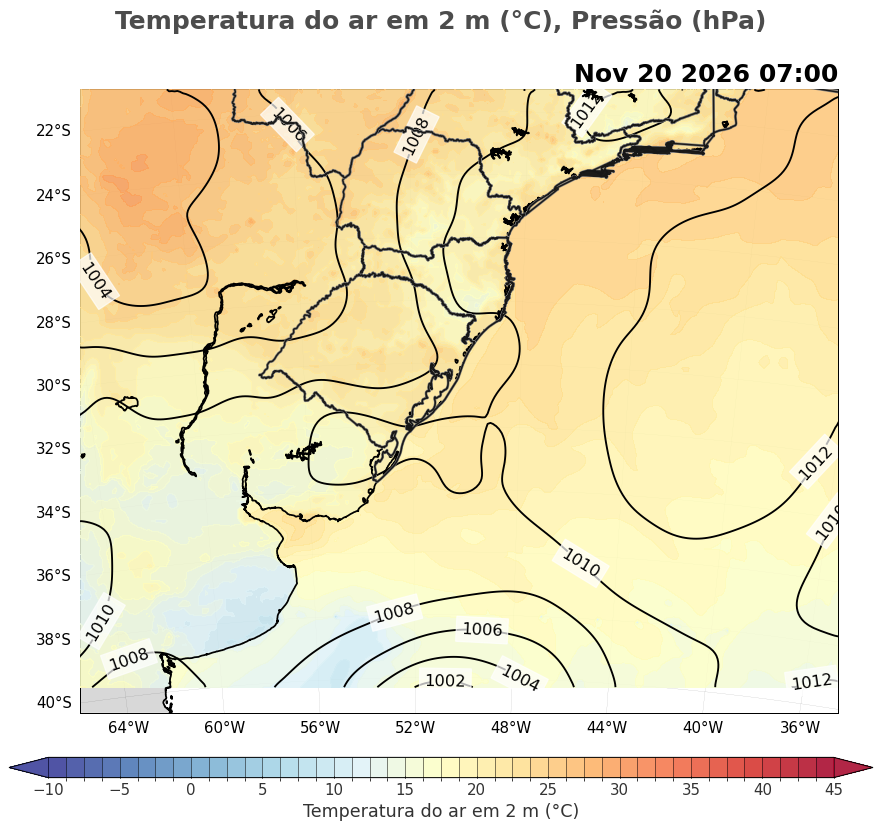 Temperatura do ar em 2 m (°C), Pressão (hPa)
Nov 20 2026 07:00
1006
1008
1014
22°S
24°S
26°S
1004
28°S
30°S
32°S
1012
34°S
1010
1010
36°S
1010
1008
1006
38°S
1008
1004
1002
1012
40°S
64°W 60°W 56°W 52°W 48°W 44°W 40°W 36°W
−10 −5 0 5 10 15 20 25 30 35 40 45
Temperatura do ar em 2 m (°C)